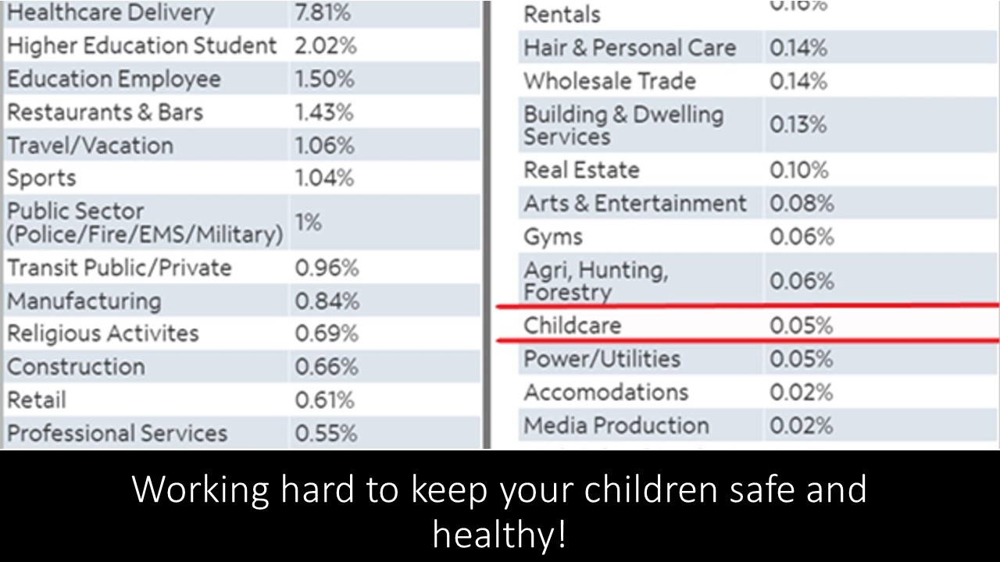 Healthcare Delivery 7.81%
Higher Education Student 2.02%
Education Employee 1.50%
Restaurants & Bars 1.43%
Travel/Vacation 1.06%
Sports 1.04%
Public Sector
(Police/Fire/EMS/Military) 1%
Transit Public/Private 0.96%
Manufacturing 0.84%
Religious Activites 0.69%
Construction 0.66%
Retail 0.61%
Professional Services 0.55%
Rentals 0.16%
Hair & Personal Care 0.14%
Wholesale Trade 0.14%
Building & Dwelling
Services 0.13%
Real Estate 0.10%
Arts & Entertainment 0.08%
Gyms 0.06%
Agri, Hunting,
Forestry 0.06%
Childcare 0.05%
Power/Utilities 0.05%
Accomodations 0.02%
Media Production 0.02%
Working hard to keep your children safe and
healthy!